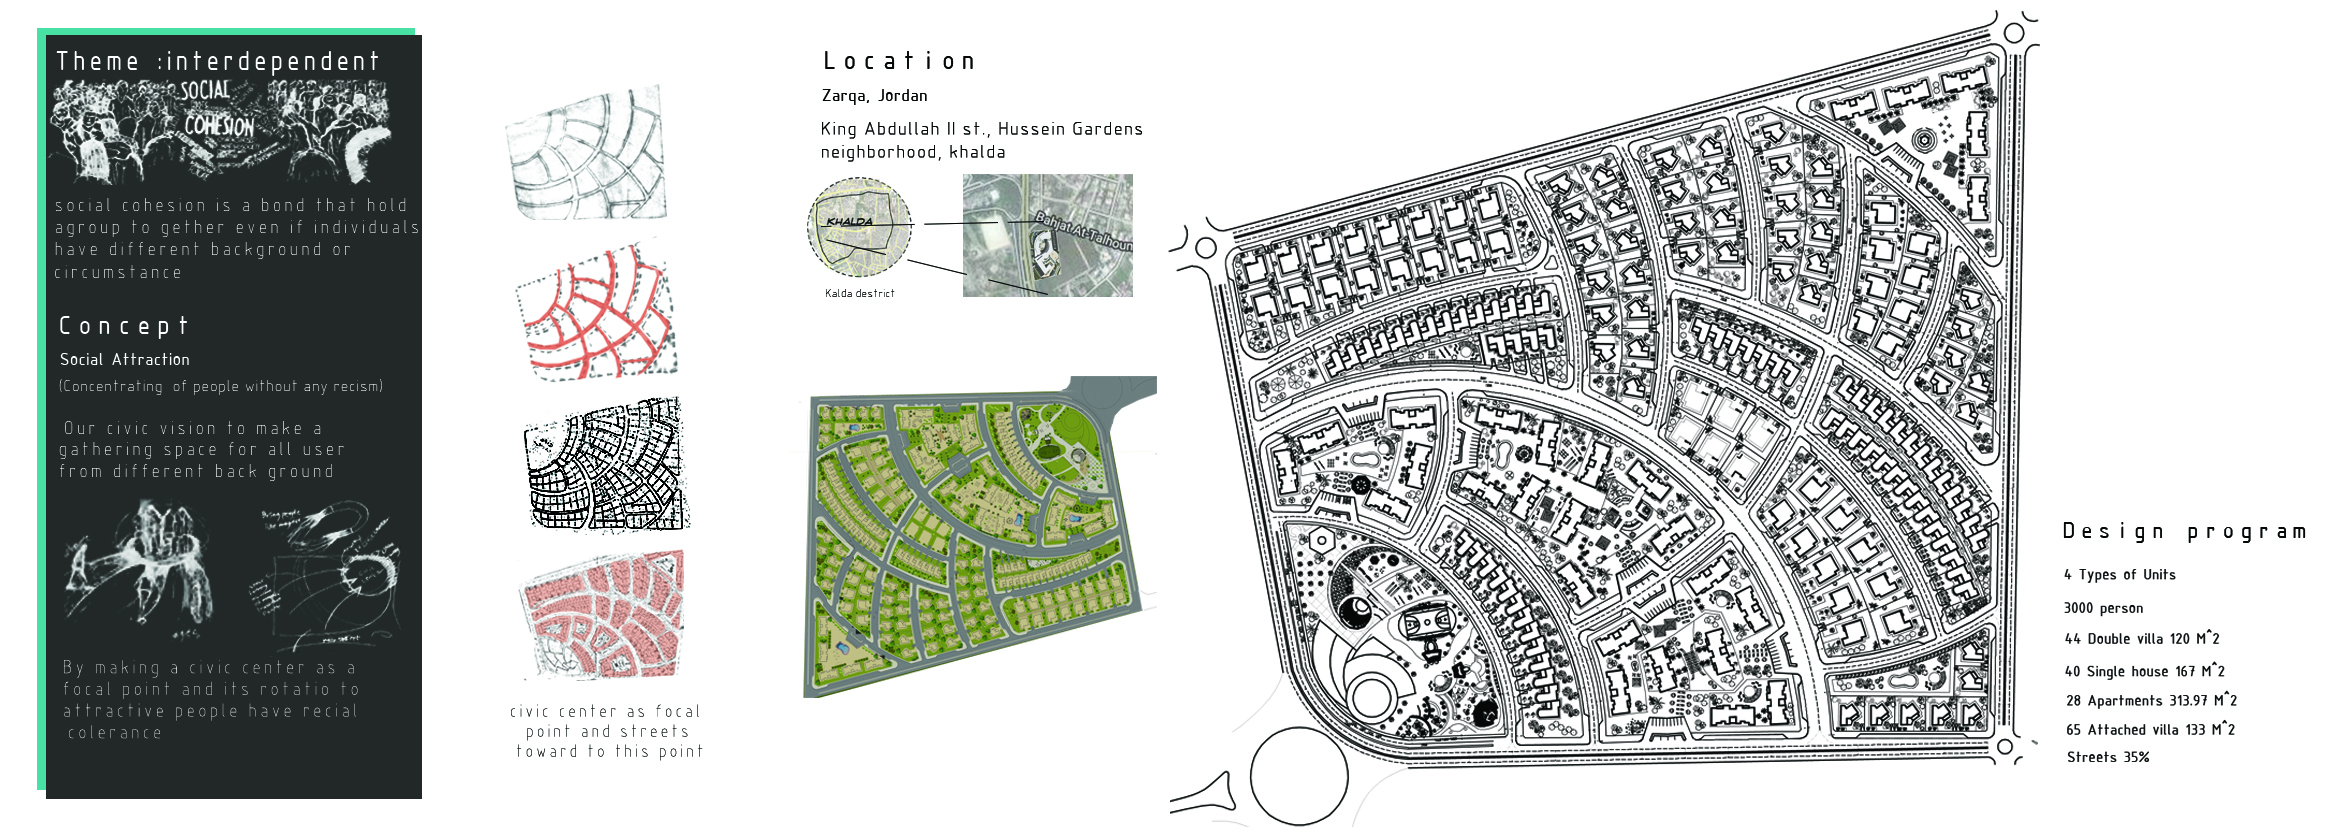 Theme :interdependent
SOCIAL
COHESION
social cohesion is a bond that hold
agroup to gether even if individuals
have different background or
circumstance
Concept
Social Attraction
(Concentrating of people without any recism)
Our civic vision to make a
gathering space for all user
from different back ground
By making a civic center as a
focal point and its rotatio to
attractive people have recial
colerance
civic center as focal
point and streets
toward to this point
Location
Zarqa, Jordan
King Abdullah II st., Hussein Gardens
neighborhood, khalda
KHALDA
Bahjat At-Talhoun
Kalda destrict
Design program
4 Types of Units
3000 person
44 Double villa 120 M^2
40 Single house 167 M^2
28 Apartments 313.97 M^2
65 Attached villa 133 M^2
Streets 35%